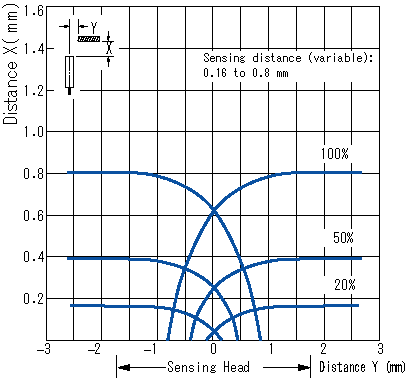 Distance X(mm)
1.6
1.4
1.2
1.0
0.8
0.6
0.4
0.2
Y
X
Sensing distance (variable):
0.16 to 0.8 mm
100%
50%
20%
-3 -2 -1 0 1 2 3
Sensing Head
Distance Y (mm)